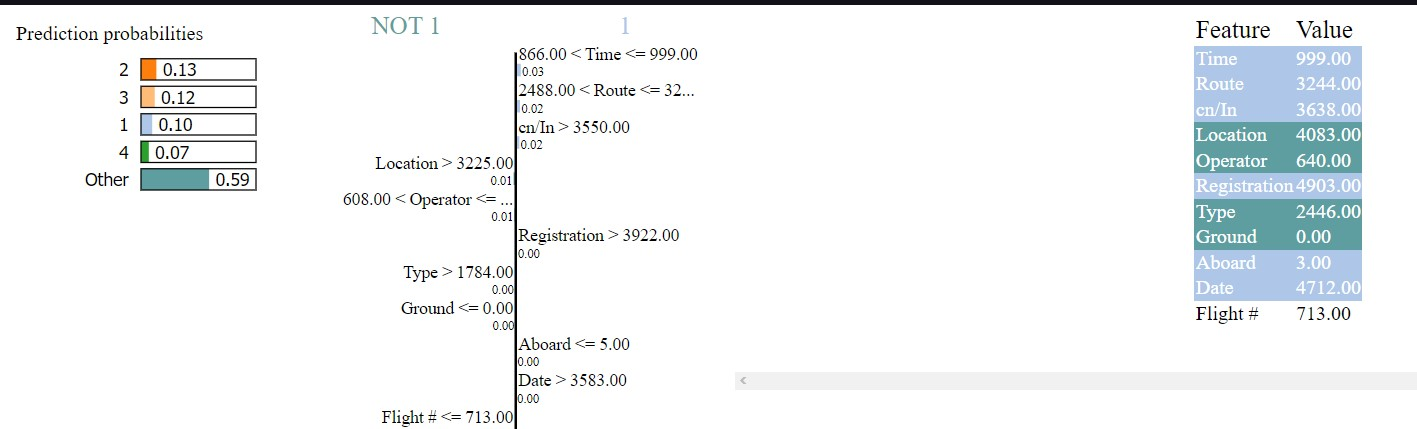 Prediction probabilities
2 0.13
3 0.12
1 0.10
4 0.07
Other 0.59
NOT 1 1
866.00 < Time <= 999.00
0.03
2488.00 < Route <= 32...
0.02
cn/In > 3550.00
0.02
Location > 3225.00
0.01
608.00 < Operator <= ...
0.01
Registration > 3922.00
0.00
Type > 1784.00
0.00
Ground <= 0.00
0.00
Aboard <= 5.00
0.00
Date > 3583.00
0.00
Flight # <= 713.00
Feature Value
Time 999.00
Route 3244.00
cn/In 3638.00
Location 4083.00
Operator 640.00
Registration 4903.00
Type 2446.00
Ground 0.00
Aboard 3.00
Date 4712.00
Flight # 713.00